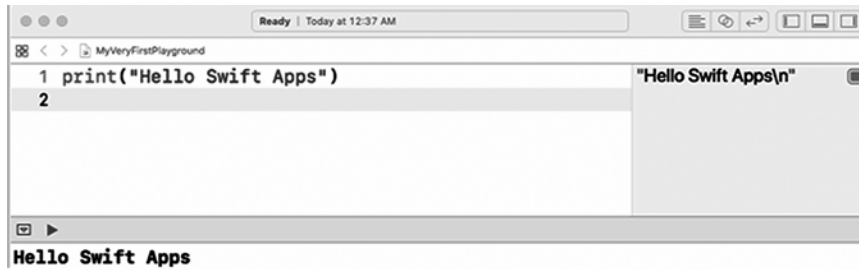 Ready | Today at 12:37 AM
MyVeryFirstPlayground
1 print("Hello Swift Apps")
"Hello Swift Apps\n"
2
Hello Swift Apps